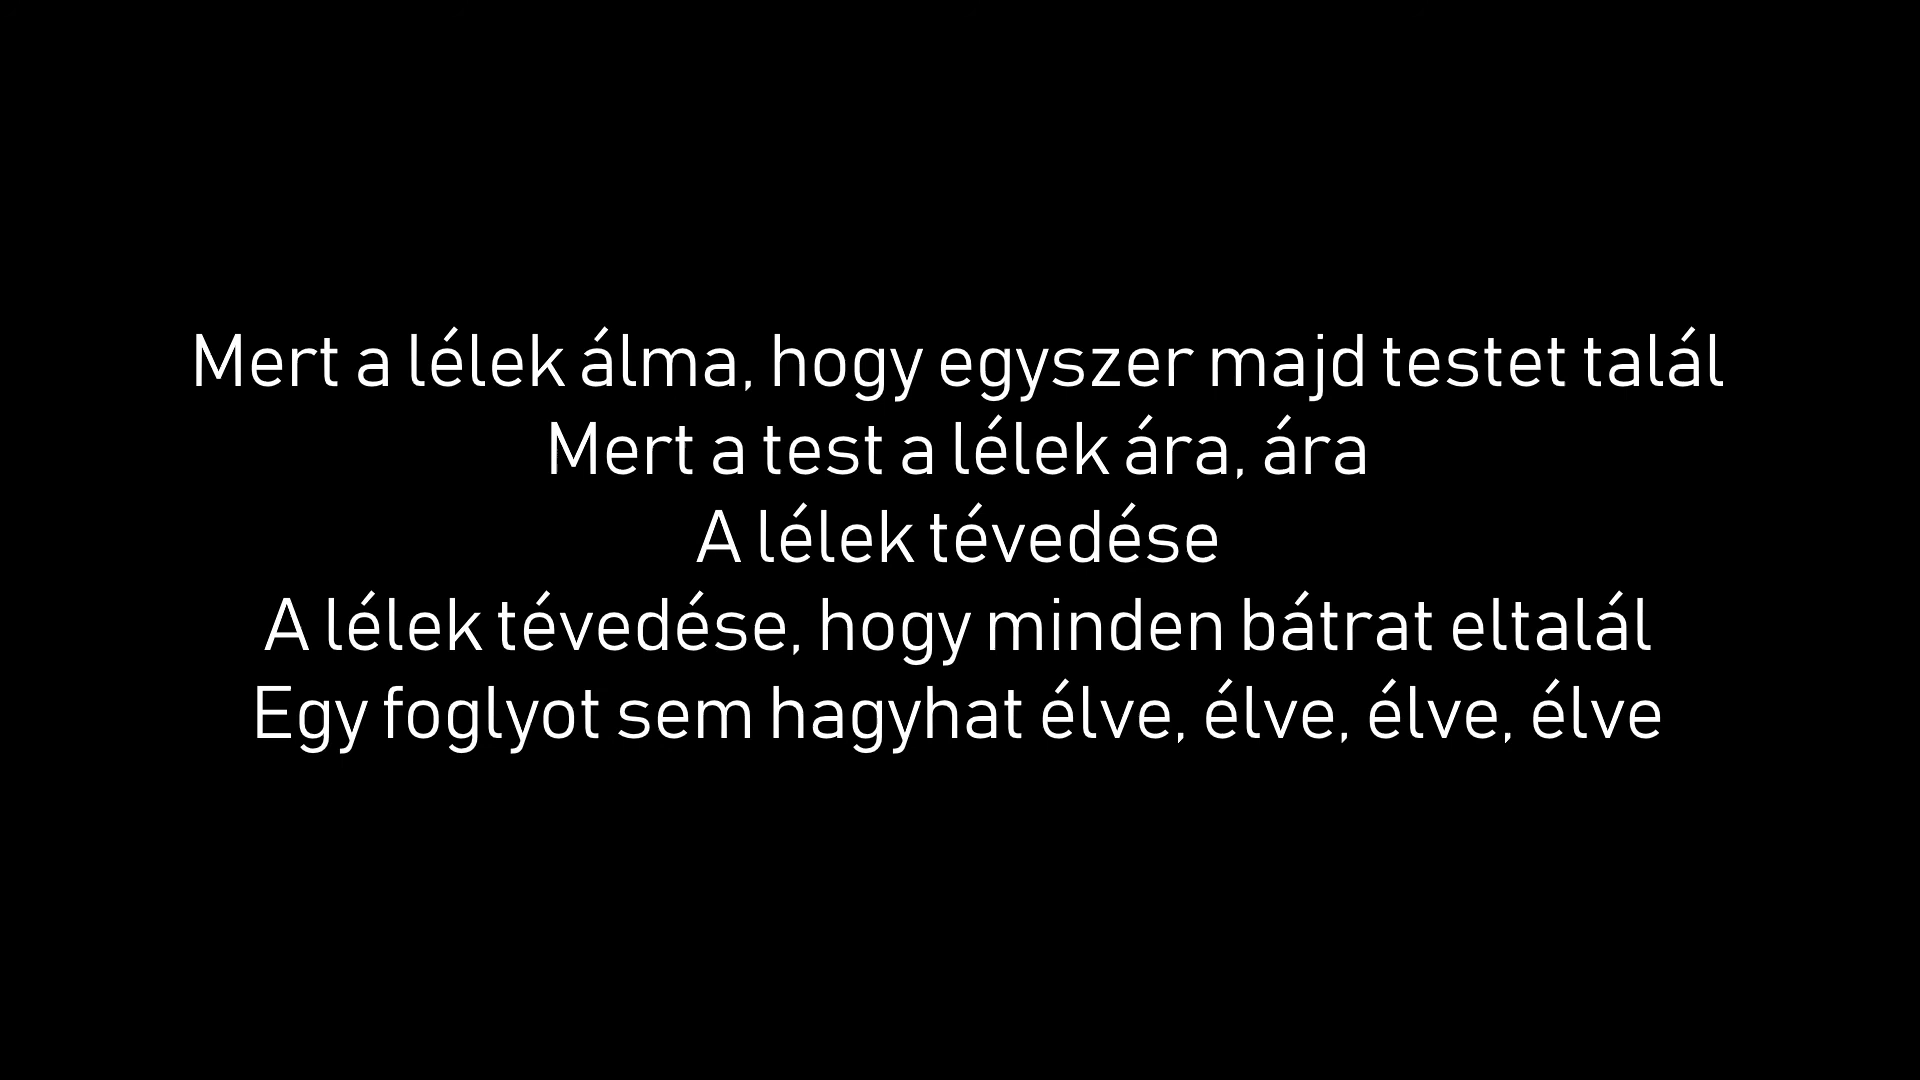 Mert a lélek álma, hogy egyszer majd testet talál
Mert a test a lélek ára, ára
A lélek tévedése
A lélek tévedése, hogy minden bátrat eltalál
Egy foglyot sem hagyhat élve, élve, élve, élve